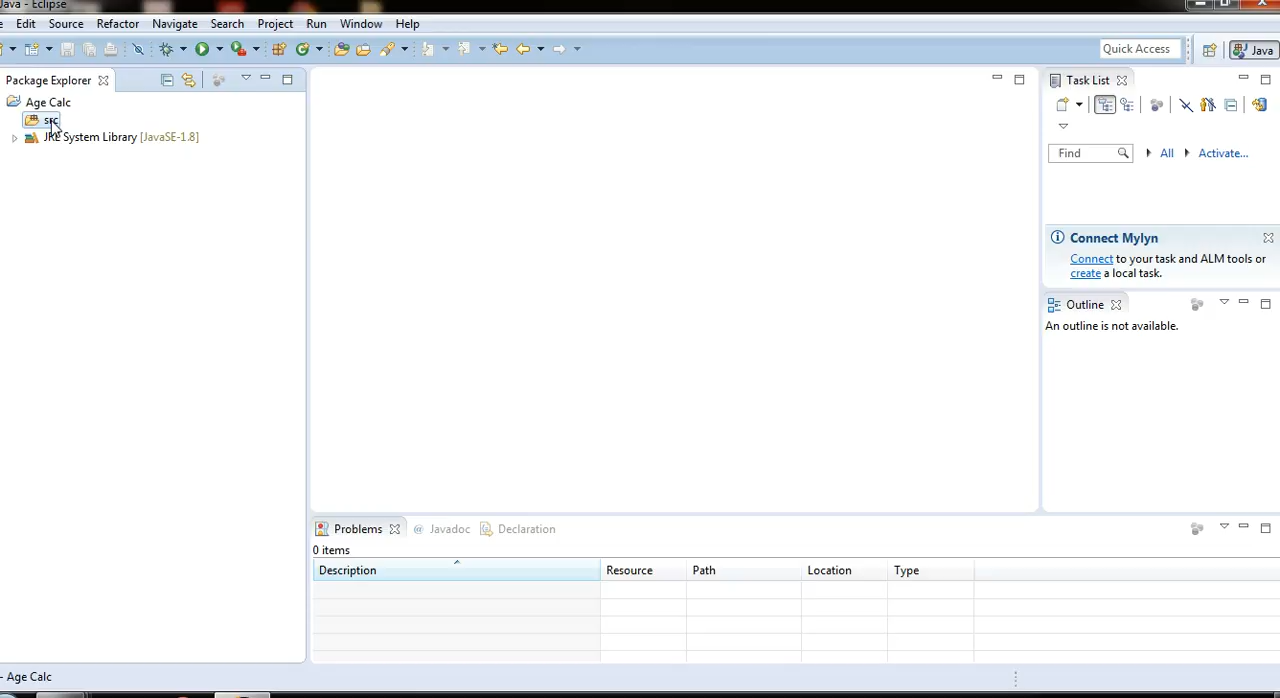 Java - Eclipse
Edit Source Refactor Navigate Search Project Run Window Help
Quick Access
Java
Package Explorer
Task List
Age Calc
src
JRE System Library [JavaSE-1.8]
Find
All
Activate...
Connect Mylyn
Connect to your task and ALM tools or
create a local task.
Outline
An outline is not available.
Problems @ Javadoc Declaration
0 items
Description Resource Path Location Type
- Age Calc